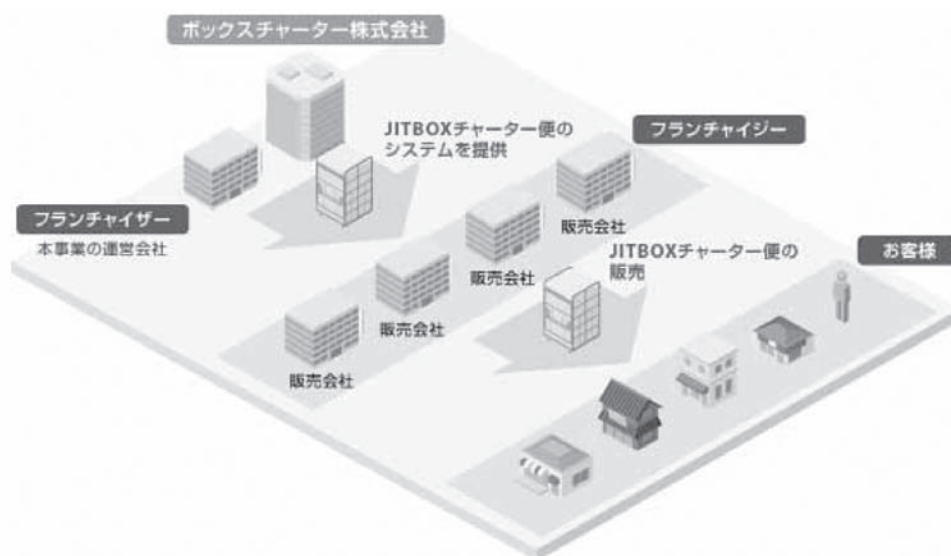 ボックスチャーター株式会社
JITBOXチャーター便の
システムを提供
フランチャイジー
フランチャイザー
本事業の運営会社
販売会社
JITBOXチャーター便の
販売
お客様
販売会社
販売会社
販売会社